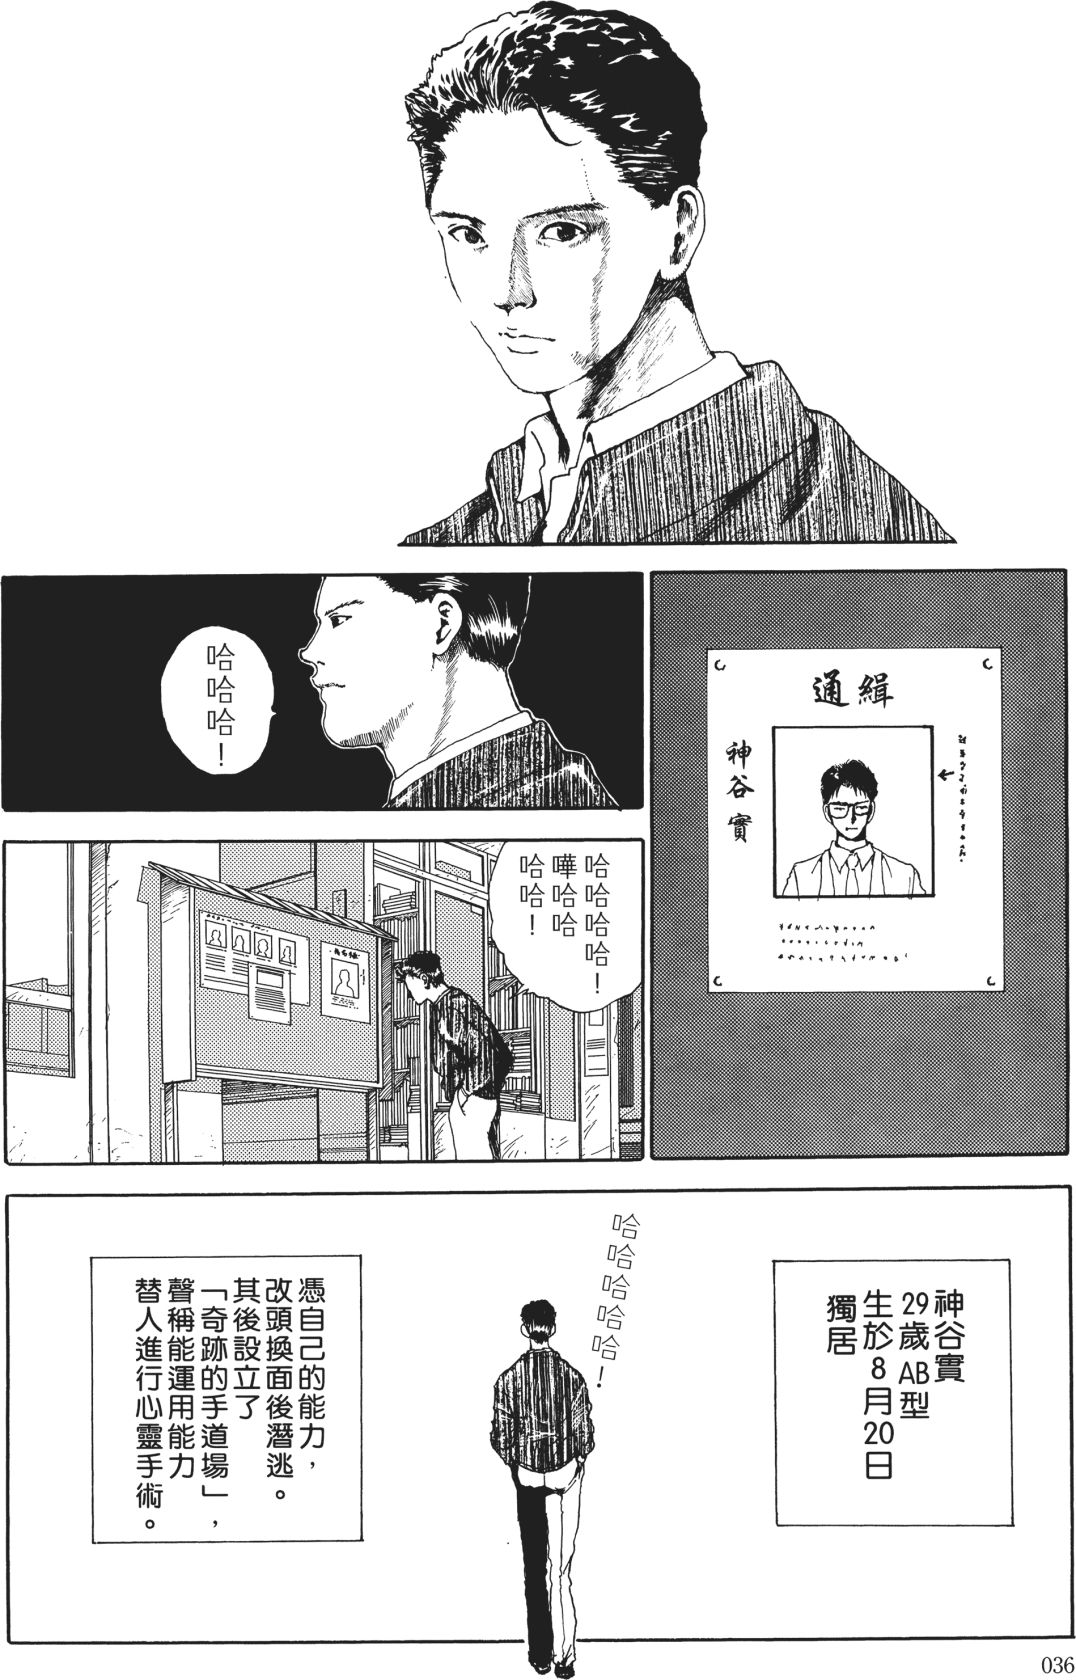 通緝
神谷實
哈哈哈！
哈哈哈哈！
嘩哈哈
哈哈！
神谷實
29歲AB型
生於8月20日
獨居
哈哈哈哈哈！
憑自己的能力，
改頭換面後潛逃。
其後設立了
「奇跡的手道場」，
聲稱能運用能力
替人進行心靈手術。
036